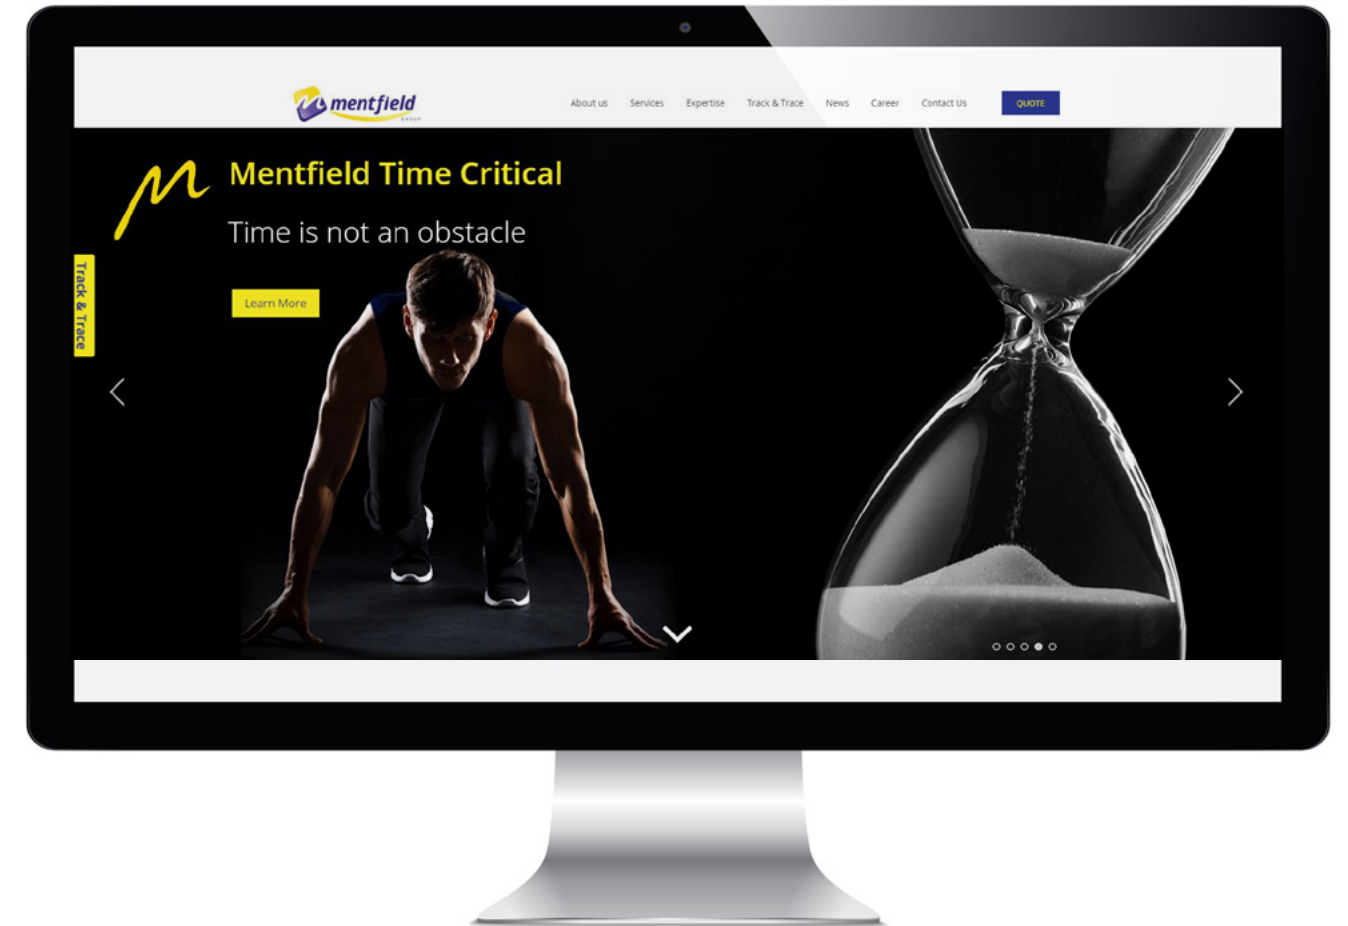 mentfield
GROUP
About us
Services
Expertise
Track & Trace
News
Career
Contact Us
QUOTE
Mentfield Time Critical
Time is not an obstacle
Learn More
Track & Trace